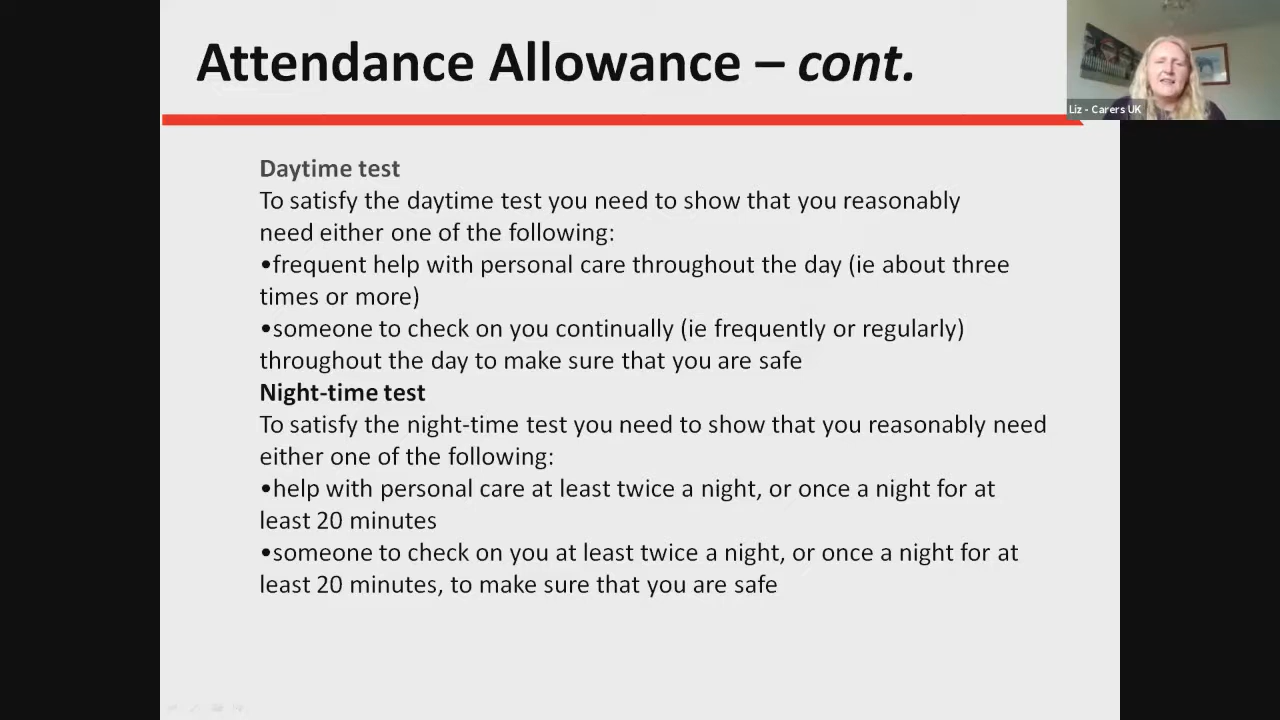 Attendance Allowance – cont.
Liz - Carers UK
Daytime test
To satisfy the daytime test you need to show that you reasonably
need either one of the following:
•frequent help with personal care throughout the day (ie about three
times or more)
•someone to check on you continually (ie frequently or regularly)
throughout the day to make sure that you are safe
Night-time test
To satisfy the night-time test you need to show that you reasonably need
either one of the following:
•help with personal care at least twice a night, or once a night for at
least 20 minutes
•someone to check on you at least twice a night, or once a night for at
least 20 minutes, to make sure that you are safe